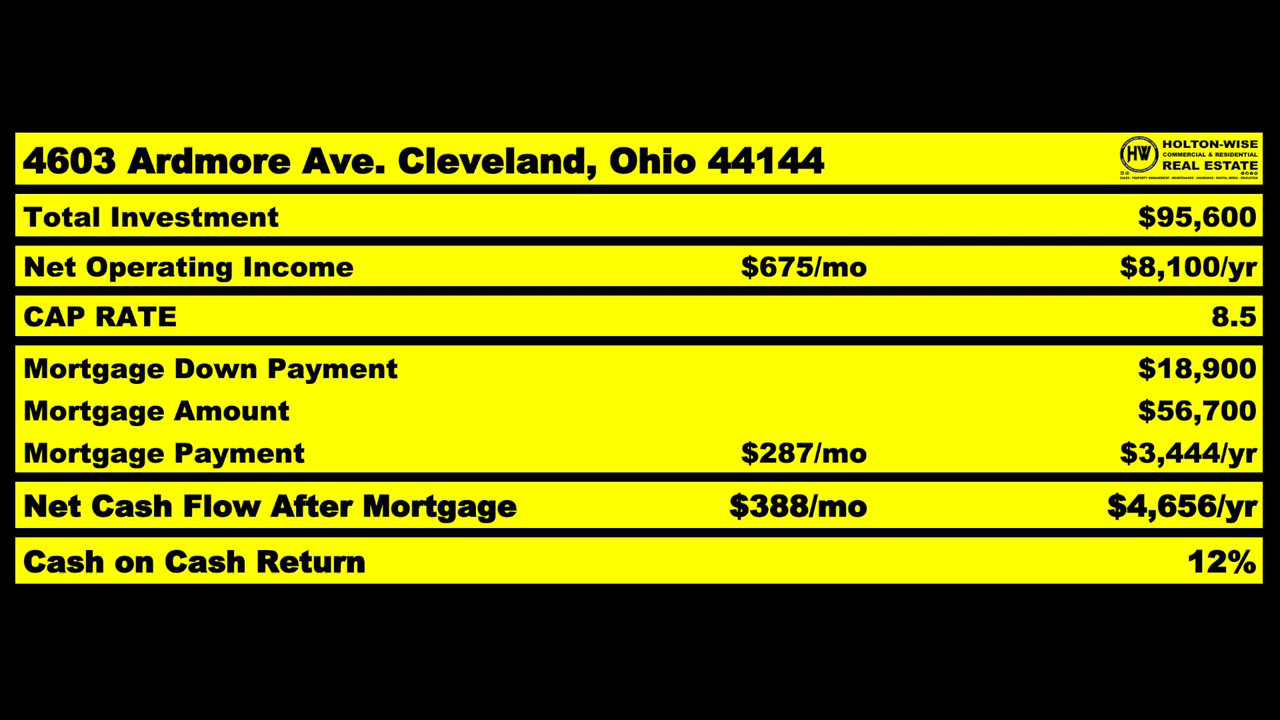 4603 Ardmore Ave. Cleveland, Ohio 44144
HW
HOLTON-WISE
COMMERCIAL & RESIDENTIAL
REAL ESTATE
Total Investment $95,600
Net Operating Income $675/mo $8,100/yr
CAP RATE 8.5
Mortgage Down Payment $18,900
Mortgage Amount $56,700
Mortgage Payment $287/mo $3,444/yr
Net Cash Flow After Mortgage $388/mo $4,656/yr
Cash on Cash Return 12%